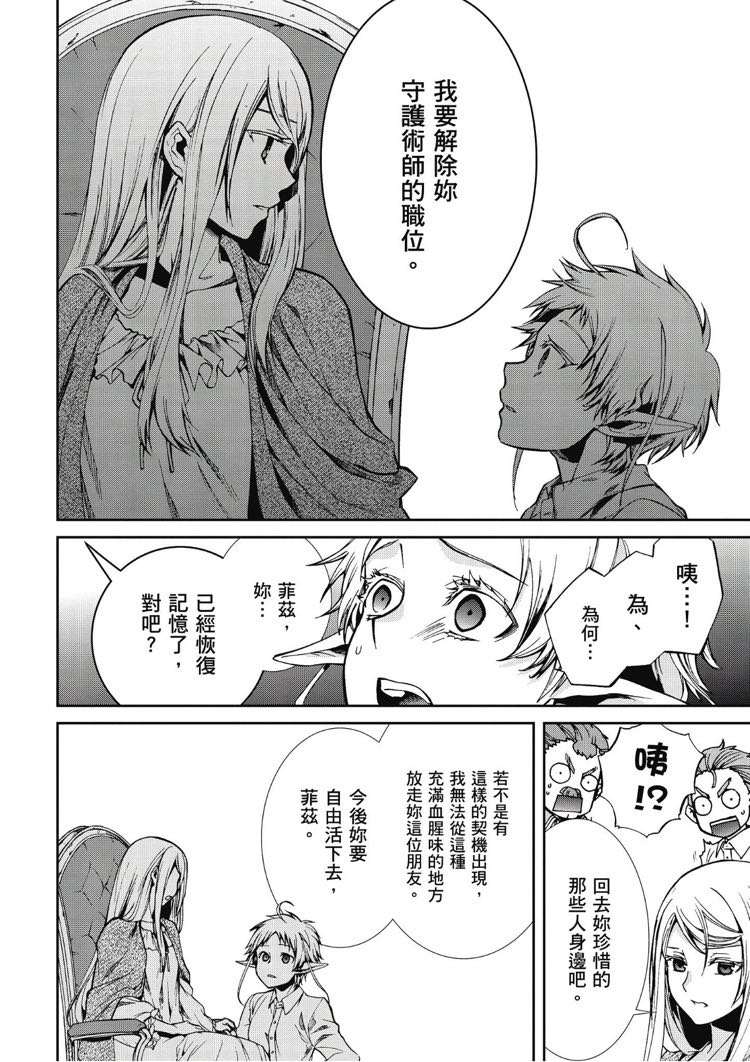 我要解除妳
守護術師的職位。
咦…!
為、
為何…
菲茲，
妳…
已經恢復
記憶了，
對吧？
咦!?
回去妳珍惜的
那些人身邊吧。
若不是有
這樣的契機出現，
我無法從這種
充滿血腥味的地方
放走妳這位朋友。
今後妳要
自由活下去，
菲茲。